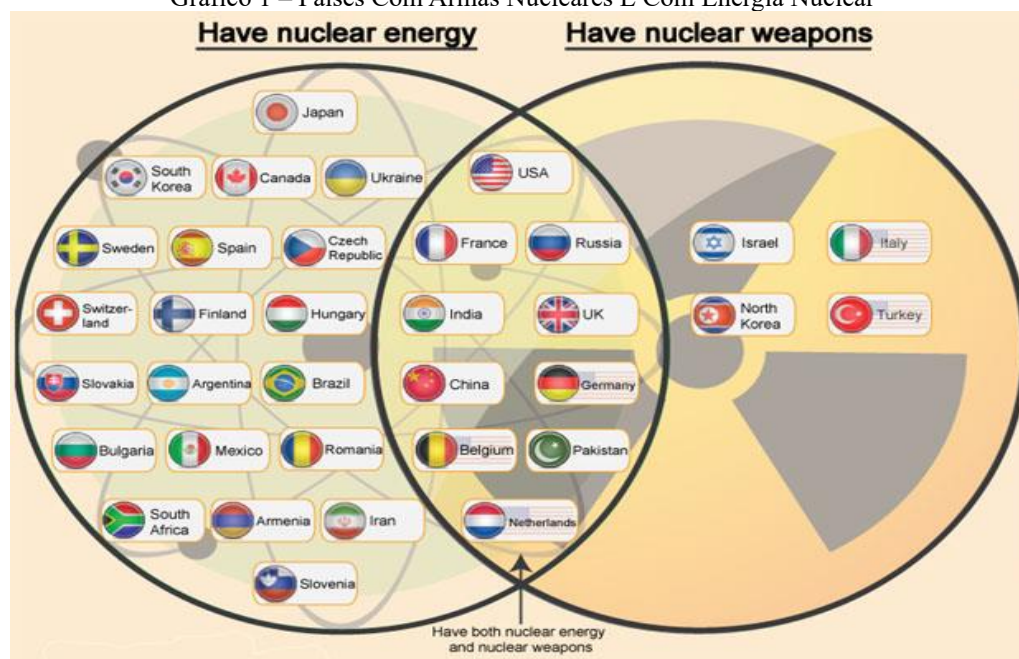 Gráfico 1 – Países Com Armas Nucleares E Com Energia Nuclear
Have nuclear energy
Have nuclear weapons
Japan
South
Korea
Canada
Ukraine
Sweden
Spain
Czech
Republic
Switzer-
land
Finland
Hungary
Slovakia
Argentina
Brazil
Bulgaria
Mexico
Romania
South
Africa
Armenia
Iran
Slovenia
USA
France
Russia
India
UK
China
Germany
Belgium
Pakistan
Netherlands
Israel
Italy
North
Korea
Turkey
Have both nuclear energy
and nuclear weapons